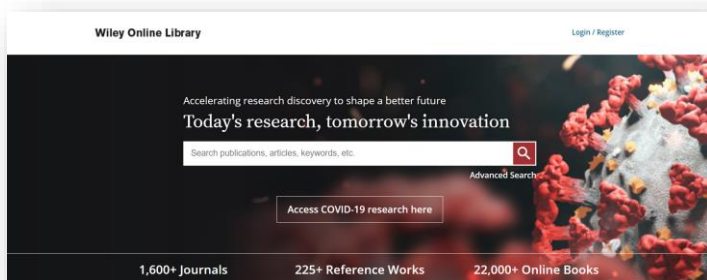 Wiley Online Library
Login / Register
Accelerating research discovery to shape a better future
Today's research, tomorrow's innovation
Search publications, articles, keywords, etc.
Advanced Search
Access COVID-19 research here
1,600+ Journals
225+ Reference Works
22,000+ Online Books